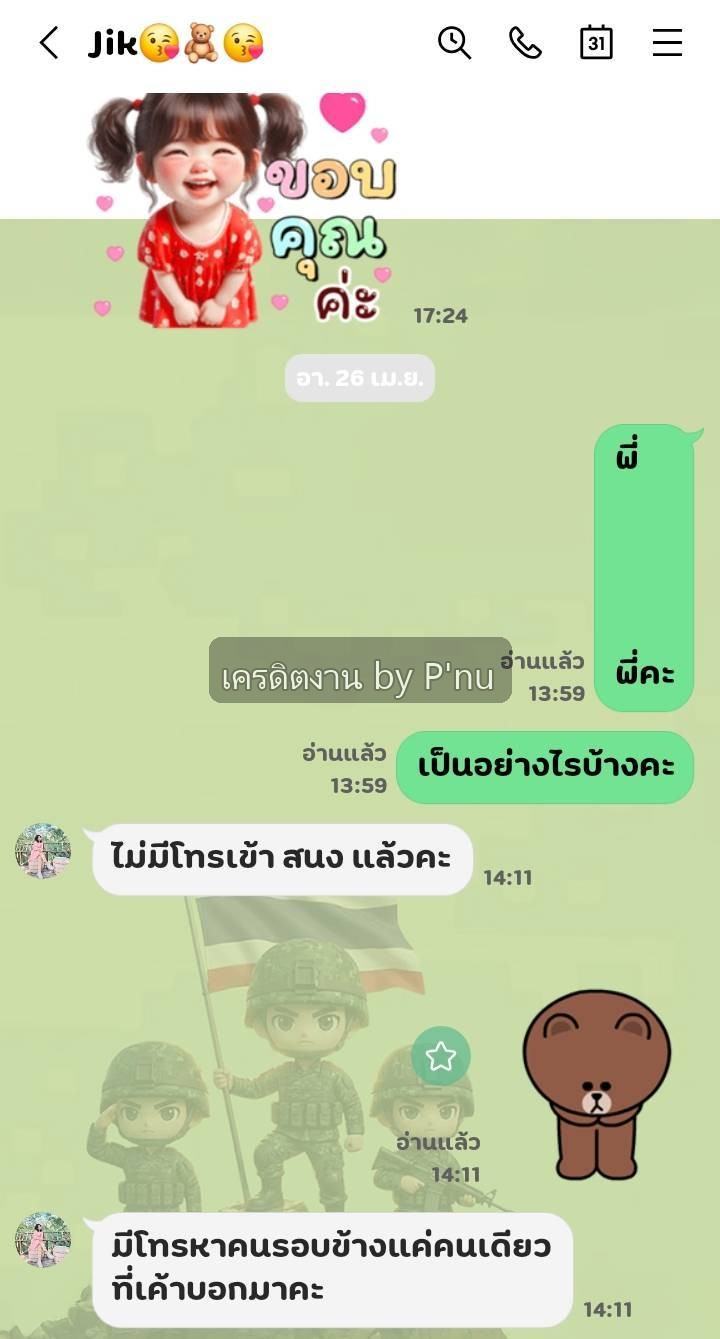 Jik😘🧸😘
31
ขอบ
คุณ
ค่ะ
17:24
อา. 26 เม.ย.
พี่
พี่คะ
อ่านแล้ว
13:59
เครดิตงาน by P'nu
เป็นอย่างไรบ้างคะ
อ่านแล้ว
13:59
ไม่มีโทรเข้า สนง แล้วคะ
14:11
อ่านแล้ว
14:11
มีโทรหาคนรอบข้างแค่คนเดียว
ที่เค้าบอกมาคะ
14:11